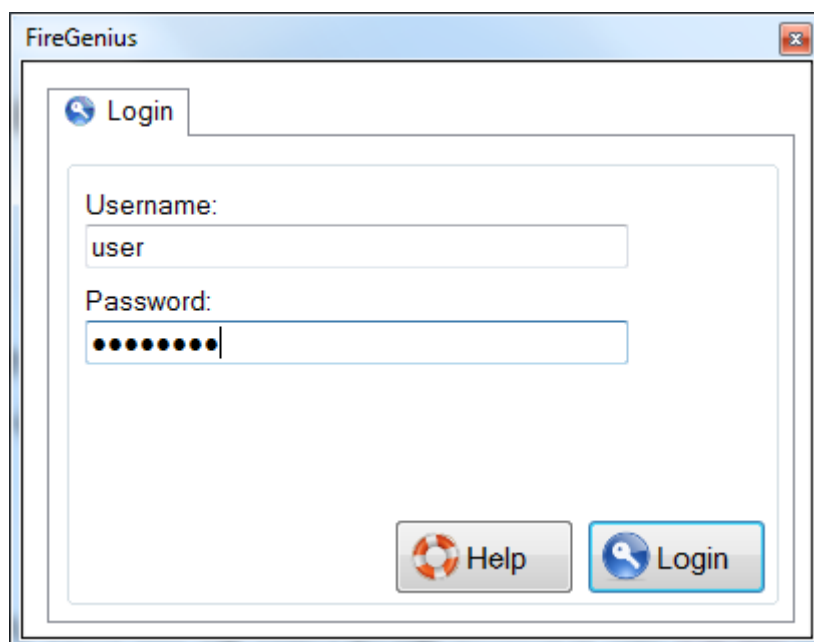 FireGenius
Login
Username:
user
Password:
●●●●●●●●
Help
Login